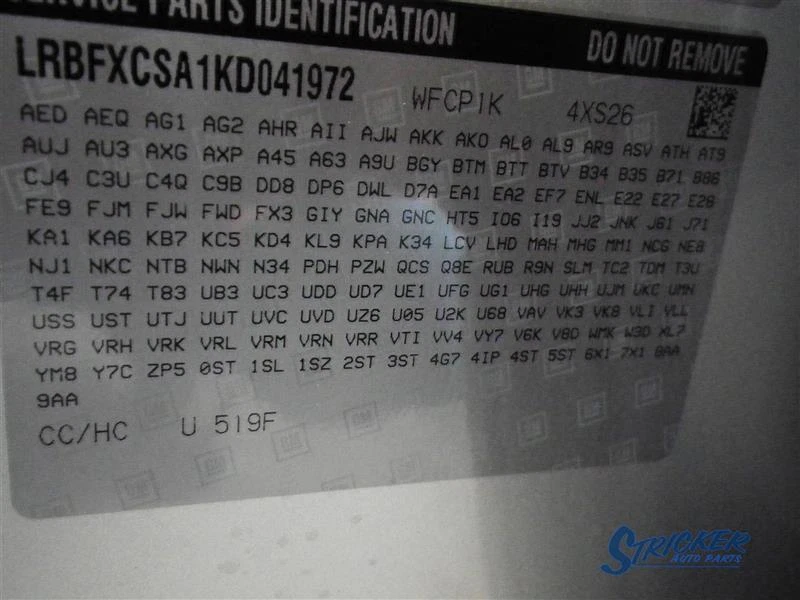 SERVICE PARTS IDENTIFICATION
DO NOT REMOVE
LRBFXCSA1KD041972
WFCP1K 4XS26
AED AEQ AG1 AG2 AHR AII AJW AKK AKO AL0 AL9 AR9 ASV ATH AT9
AUJ AU3 AXG AXP A45 A63 A9U BGY BTM BTT BTV B34 B35 B71 B86
CJ4 C3U C4Q C9B DD8 DP6 DWL D7A EA1 EA2 EF7 ENL E22 E27 E28
FE9 FJM FJW FWD FX3 GIY GNA GNC HT5 IO6 I19 JJ2 JNK J61 J71
KA1 KA6 KB7 KC5 KD4 KL9 KPA K34 LCV LHD MAH MHG MM1 NCG NE8
NJ1 NKC NTB NWN N34 PDH PZW QCS Q8E RUB R9N SLM TC2 TDM T3U
T4F T74 T83 UB3 UC3 UDD UD7 UE1 UFG UG1 UHG UHH UJM UKC UMN
USS UST UTJ UUT UVC UVD UZ6 U05 U2K U68 VAV VK3 VK8 VLI VLL
VRG VRH VRK VRL VRM VRN VRR VTI VV4 VY7 V6K V8D WMK W3D XL7
YM8 Y7C ZP5 0ST 1SL 1SZ 2ST 3ST 4G7 4IP 4ST 5ST 6X1 7X1 8AA
9AA
CC/HC U 519F
STRICKER
AUTO PARTS